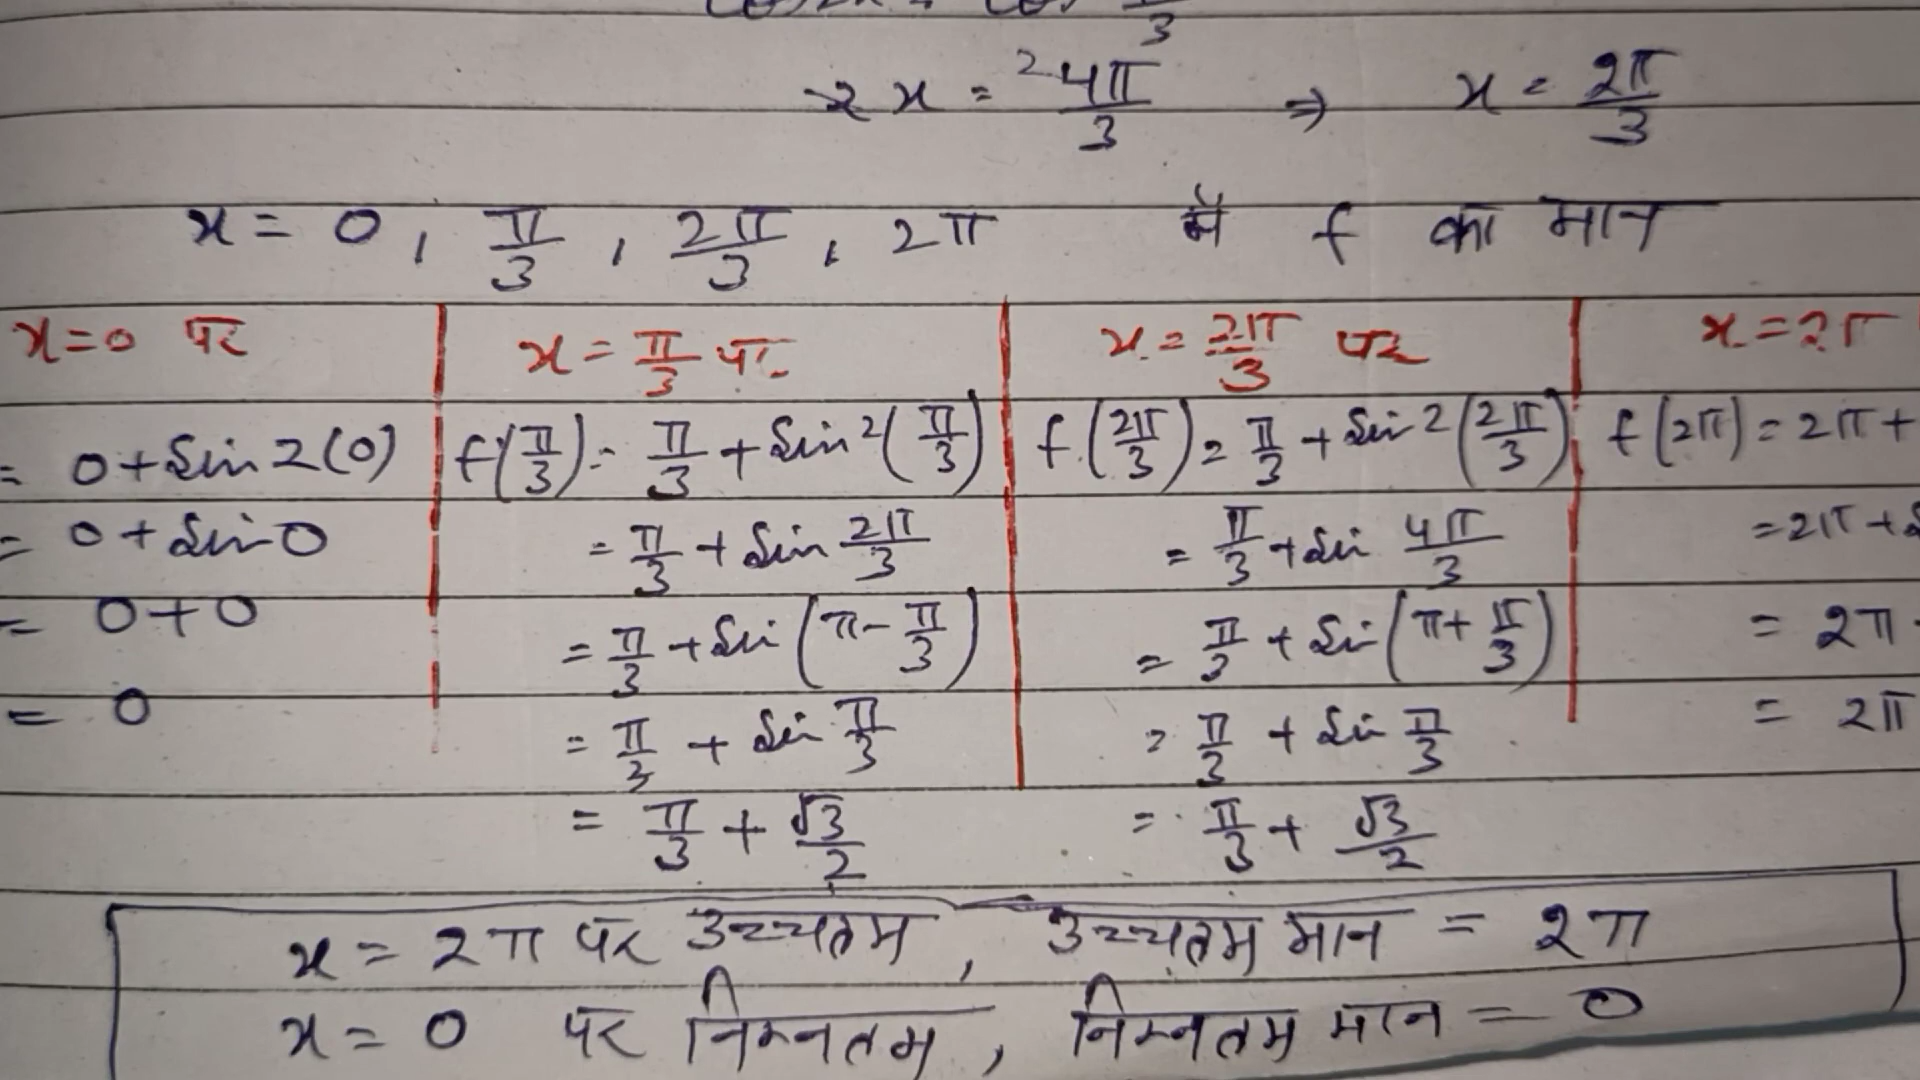 2x = 4π/3 ⇒ x = 2π/3
x = 0, π/3, 2π/3, 2π में f का मान
x=0 पर
= 0+Sin 2(0)
= 0 + Sin 0
= 0+0
= 0
x = π/3 पर
f(π/3) = π/3 + Sin 2(π/3)
= π/3 + Sin 2π/3
= π/3 + Sin (π - π/3)
= π/3 + Sin π/3
= π/3 + √3/2
x = 2π/3 पर
f(2π/3) = π/3 + Sin 2(2π/3)
= π/3 + Sin 4π/3
= π/3 + Sin (π + π/3)
= π/3 + Sin π/3
= π/3 + √3/2
x = 2π
f(2π) = 2π +
= 2π +
= 2π
= 2π
x = 2π पर उच्चतम, उच्चतम मान = 2π
x = 0 पर निम्नतम, निम्नतम मान = 0